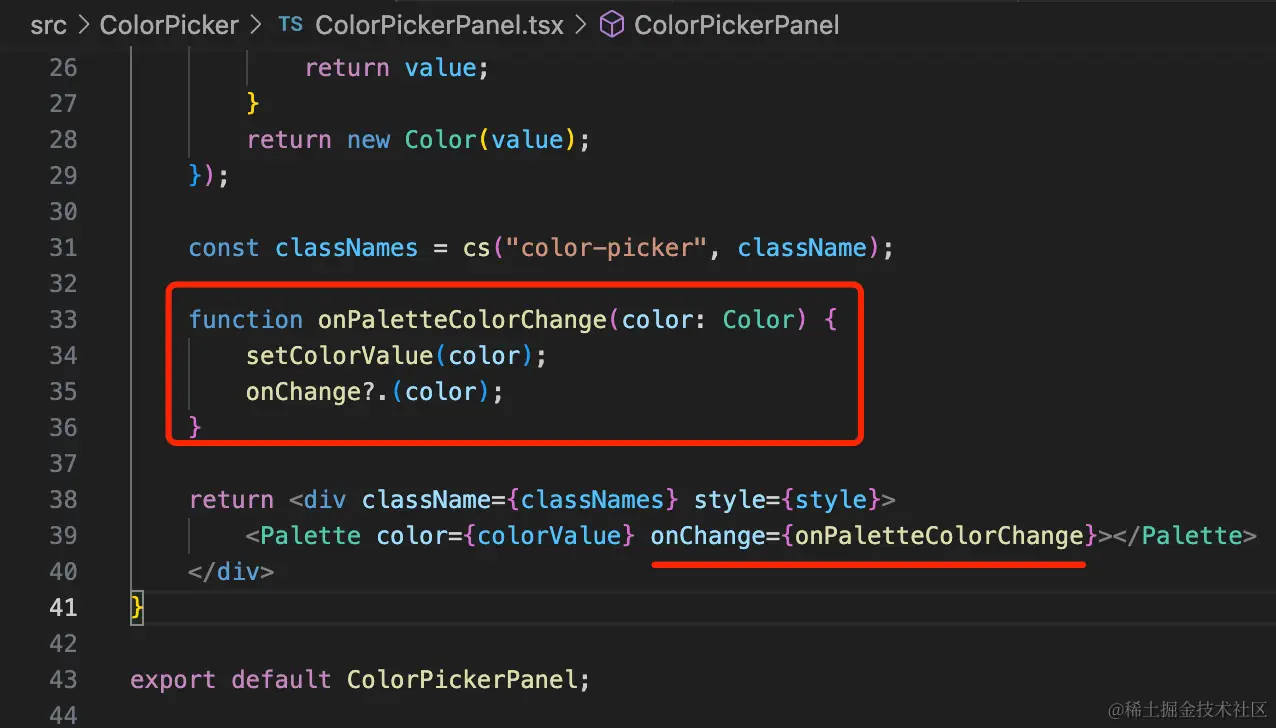 src > ColorPicker > TS ColorPickerPanel.tsx > ColorPickerPanel
26 return value;
27 }
28 return new Color(value);
29 });
30
31 const classNames = cs("color-picker", className);
32
33 function onPaletteColorChange(color: Color) {
34 setColorValue(color);
35 onChange?.(color);
36 }
37
38 return <div className={classNames} style={style}>
39 <Palette color={colorValue} onChange={onPaletteColorChange}></Palette>
40 </div>
41 }
42
43 export default ColorPickerPanel;
44
@稀土掘金技术社区